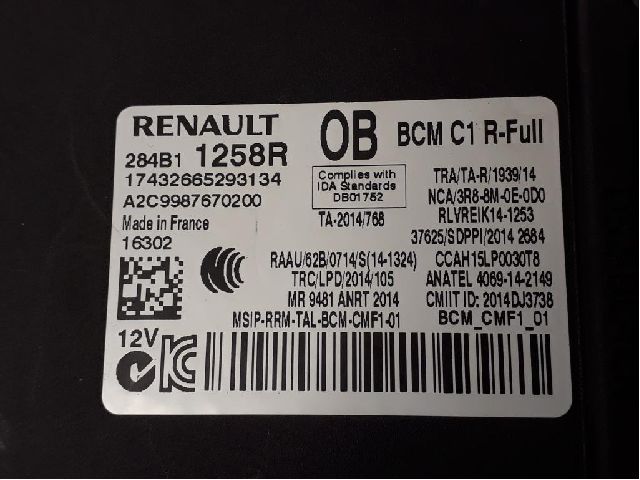 RENAULT
OB
BCM C1 R-Full
284B1 1258R
17432665293134
A2C9987670200
Made in France
16302
Complies with
IDA Standards
DB01752
TA-2014/768
TRA/TA-R/1939/14
NCA/3R8-8M-0E-0D0
RLVREIK14-1253
37625/SDPPI/2014 2684
RAAU/62B/0714/S(14-1324)
CCAH15LP0030T8
TRC/LPD/2014/105
ANATEL 4069-14-2149
MR 9481 ANRT 2014
CMIIT ID: 2014DJ3738
MSIP-RRM-TAL-BCM-CMF1-01
BCM_CMF1_01
12V